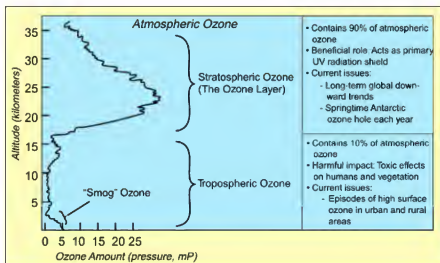 Atmospheric Ozone
35
30
25
20
15
10
5
Altitude (kilometers)
Stratospheric Ozone
(The Ozone Layer)
Tropospheric Ozone
"Smog" Ozone
0 5 10 15 20 25
Ozone Amount (pressure, mP)
• Contains 90% of atmospheric
ozone
• Beneficial role: Acts as primary
UV radiation shield
• Current issues:
- Long-term global down-
ward trends
- Springtime Antarctic
ozone hole each year
• Contains 10% of atmospheric
ozone
• Harmful impact: Toxic effects
on humans and vegetation
• Current issues:
- Episodes of high surface
ozone in urban and rural
areas